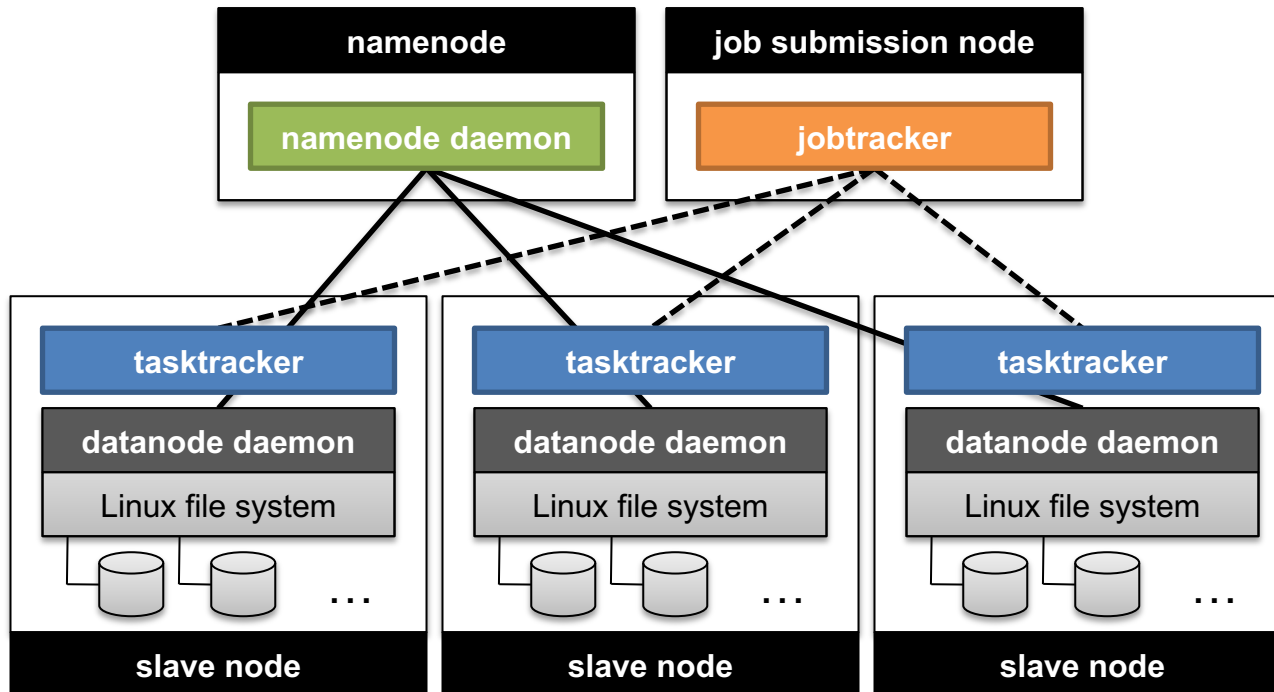 namenode
job submission node
namenode daemon
jobtracker
tasktracker
tasktracker
tasktracker
datanode daemon
datanode daemon
datanode daemon
Linux file system
Linux file system
Linux file system
...
...
...
slave node
slave node
slave node